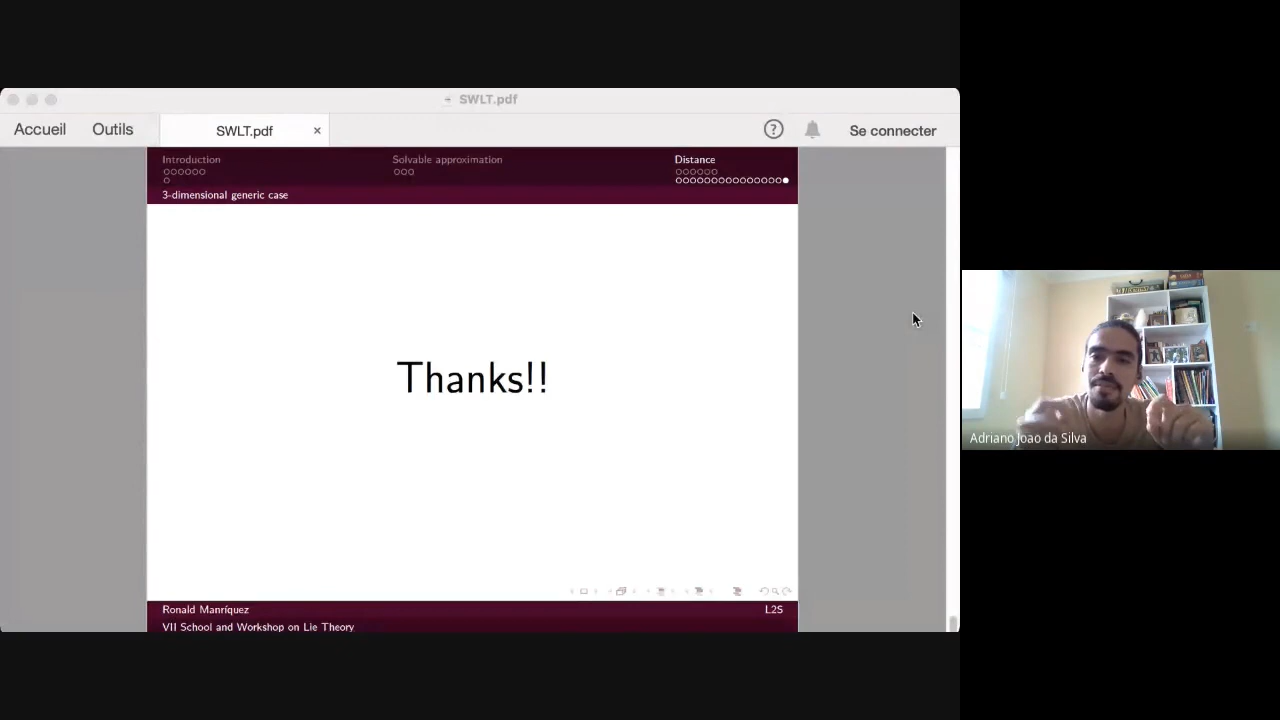 SWLT.pdf
Accueil
Outils
SWLT.pdf
×
?
Se connecter
Introduction
Solvable approximation
Distance
3-dimensional generic case
Thanks!!
Ronald Manríquez
L2S
VII School and Workshop on Lie Theory
Adriano Joao da Silva